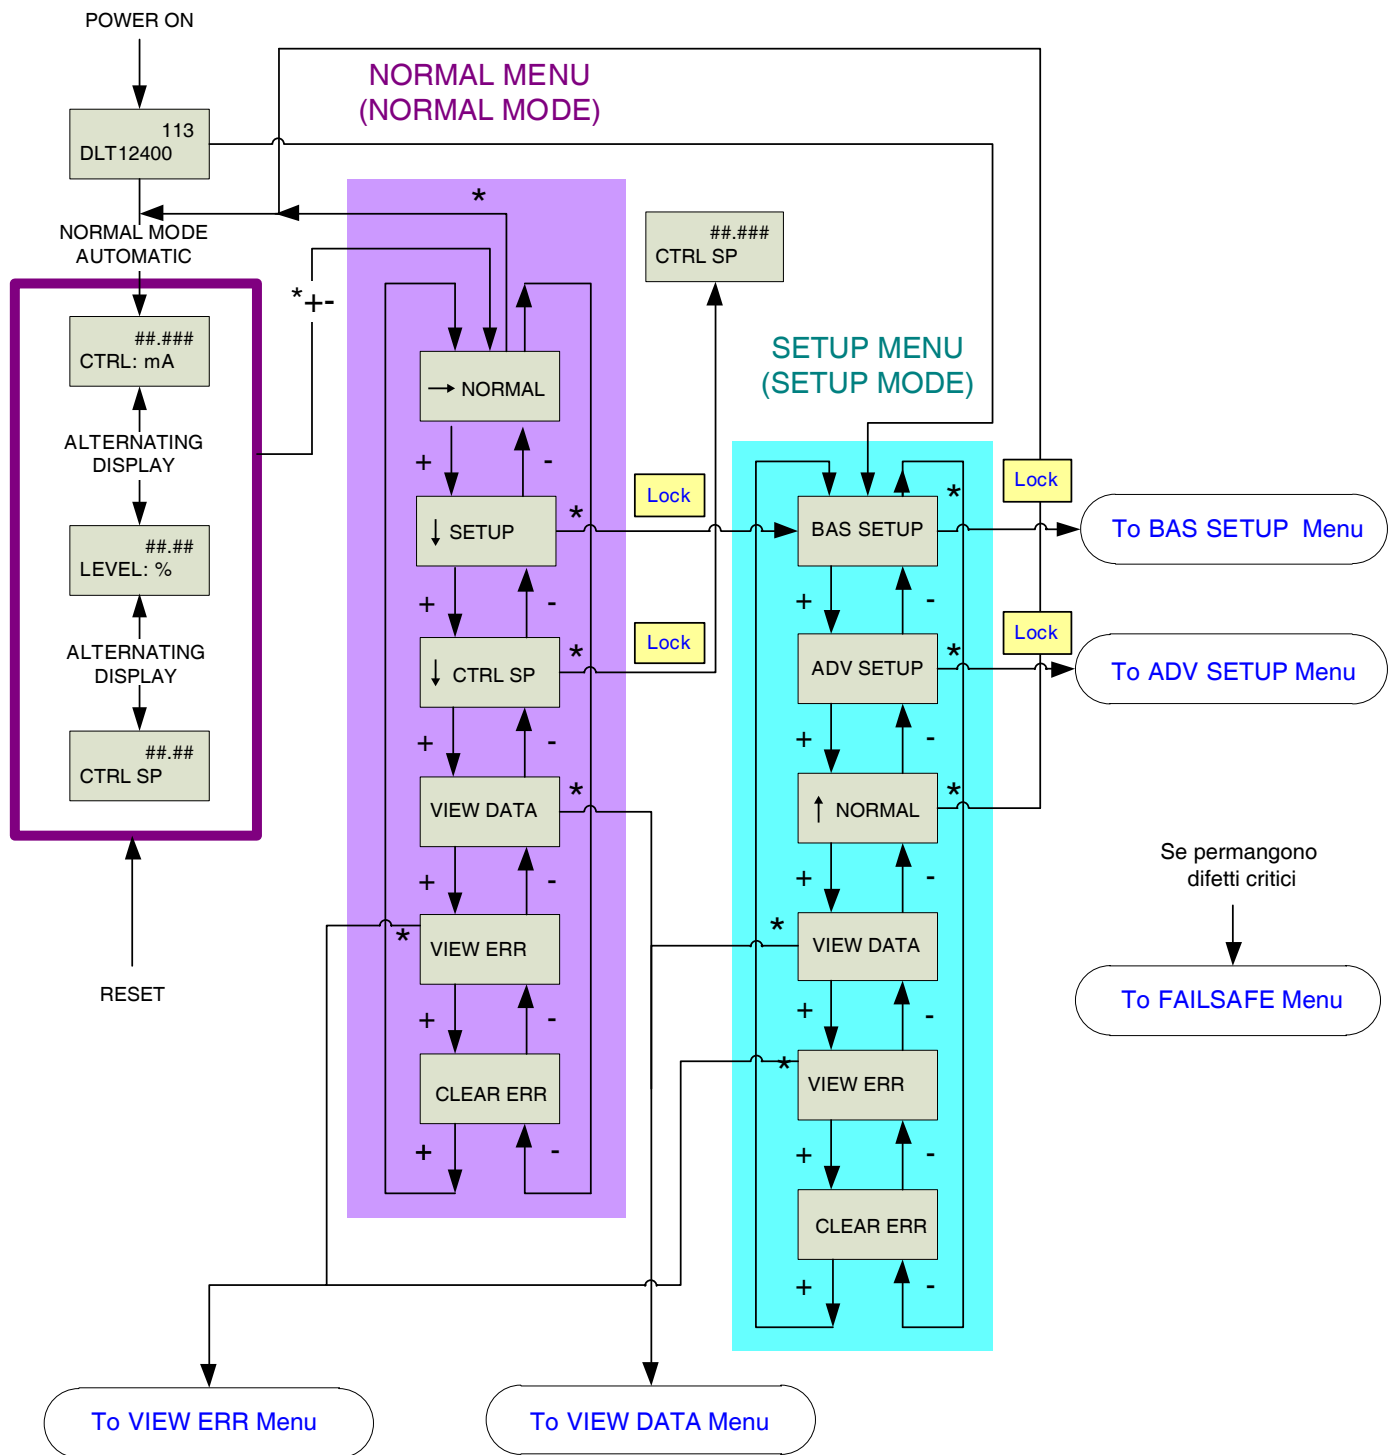 POWER ON
NORMAL MENU
(NORMAL MODE)
113
DLT12400
*
NORMAL MODE
AUTOMATIC
##.###
CTRL SP
*+-
##.###
CTRL: mA
ALTERNATING
DISPLAY
##.##
LEVEL: %
ALTERNATING
DISPLAY
##.##
CTRL SP
RESET
→ NORMAL
+ -
↓ SETUP
*
Lock
+ -
↓ CTRL SP
*
Lock
+ -
VIEW DATA
*
+ -
VIEW ERR
*
+ -
CLEAR ERR
+ -
SETUP MENU
(SETUP MODE)
BAS SETUP
*
Lock
To BAS SETUP Menu
+ -
ADV SETUP
*
Lock
To ADV SETUP Menu
+ -
↑ NORMAL
*
+ -
*
VIEW DATA
+ -
*
VIEW ERR
+ -
CLEAR ERR
+ -
Se permangono
difetti critici
To FAILSAFE Menu
To VIEW ERR Menu
To VIEW DATA Menu